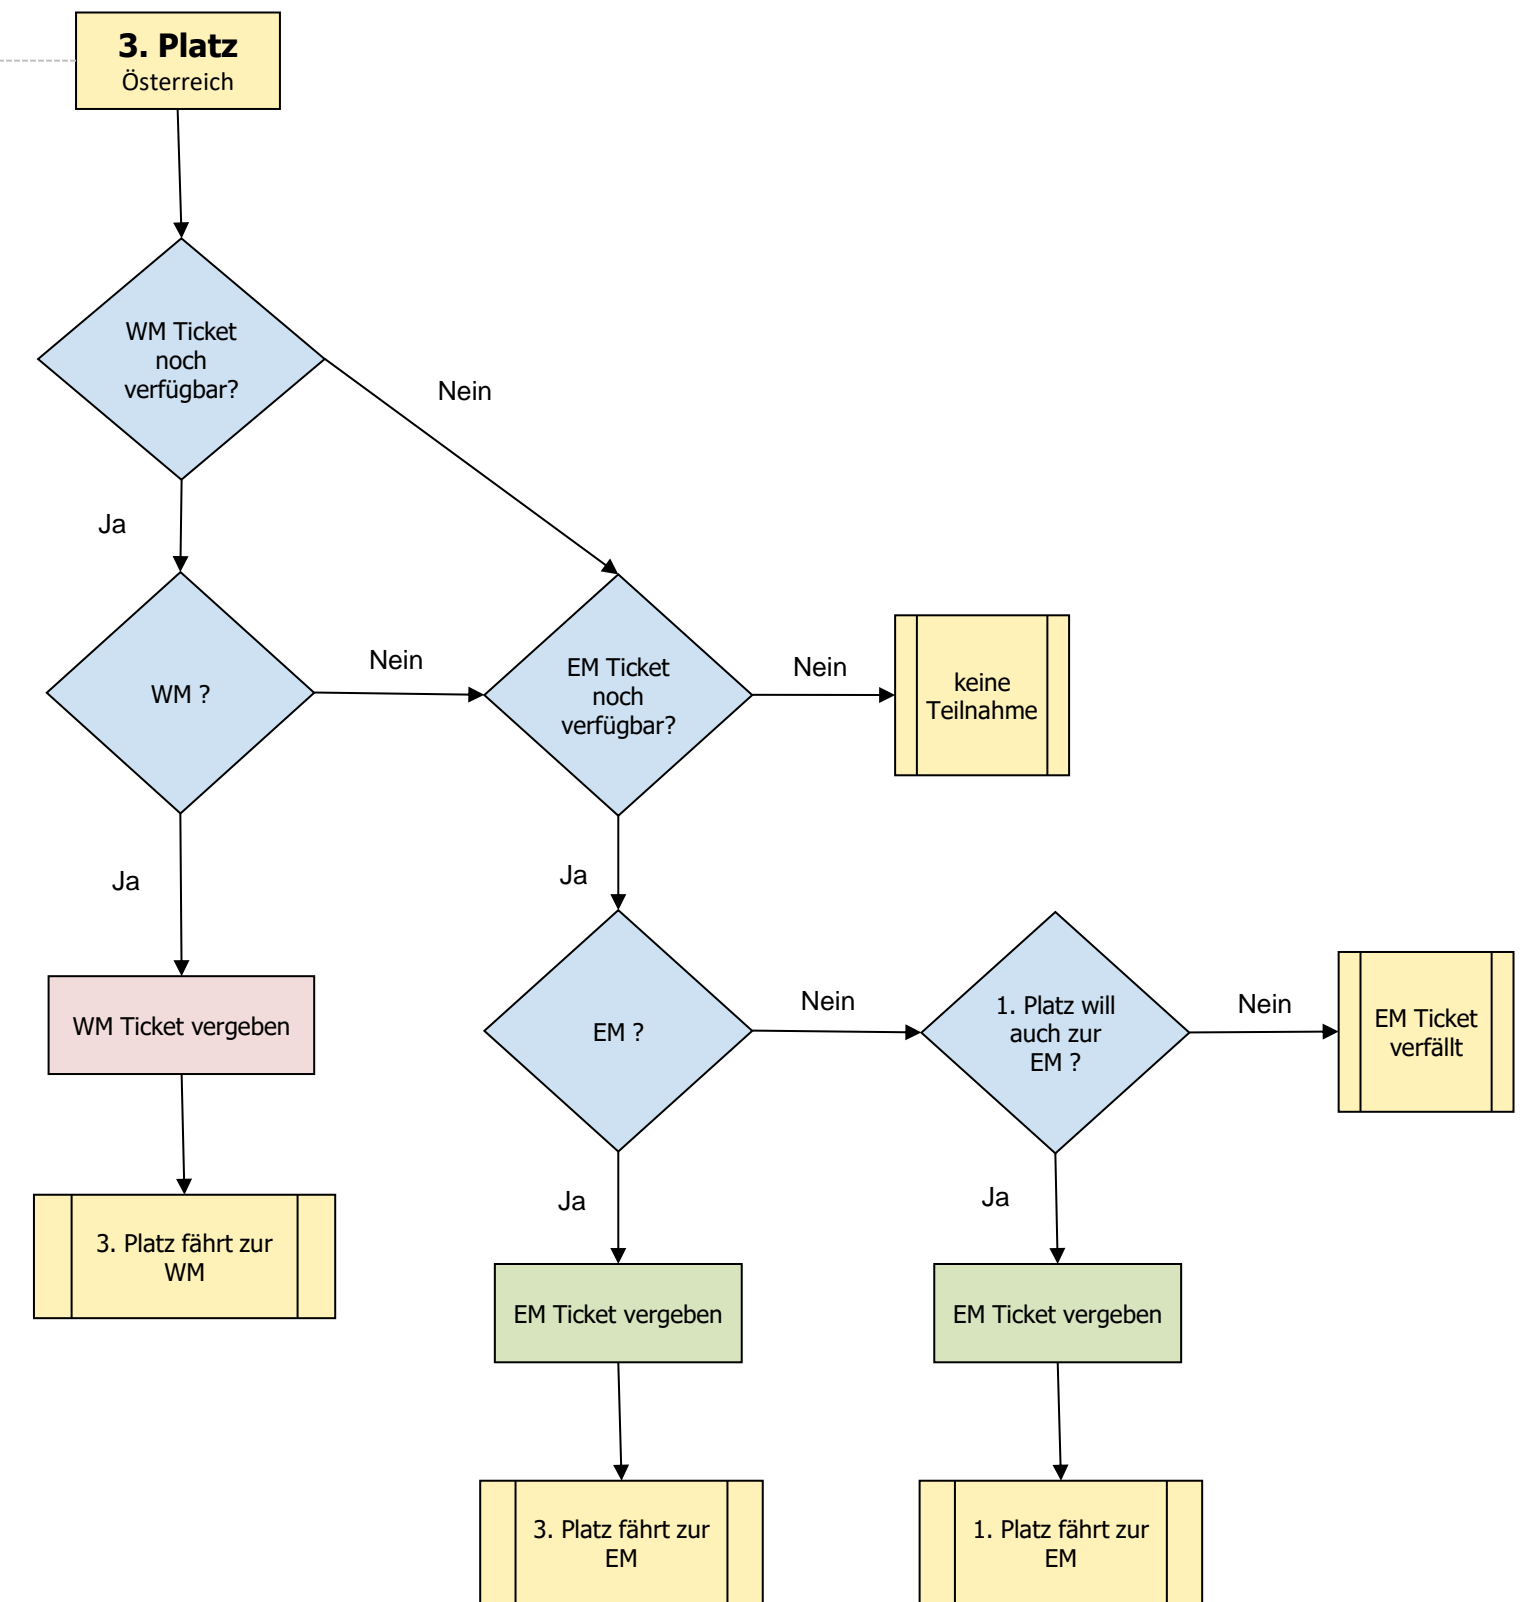 3. Platz
Österreich
WM Ticket
noch
verfügbar?
Nein
Ja
WM ?
Nein
EM Ticket
noch
verfügbar?
Nein
keine
Teilnahme
Ja
Ja
EM ?
Nein
1. Platz will
auch zur
EM ?
Nein
EM Ticket
verfällt
WM Ticket vergeben
Ja
Ja
3. Platz fährt zur
WM
EM Ticket vergeben
EM Ticket vergeben
3. Platz fährt zur
EM
1. Platz fährt zur
EM